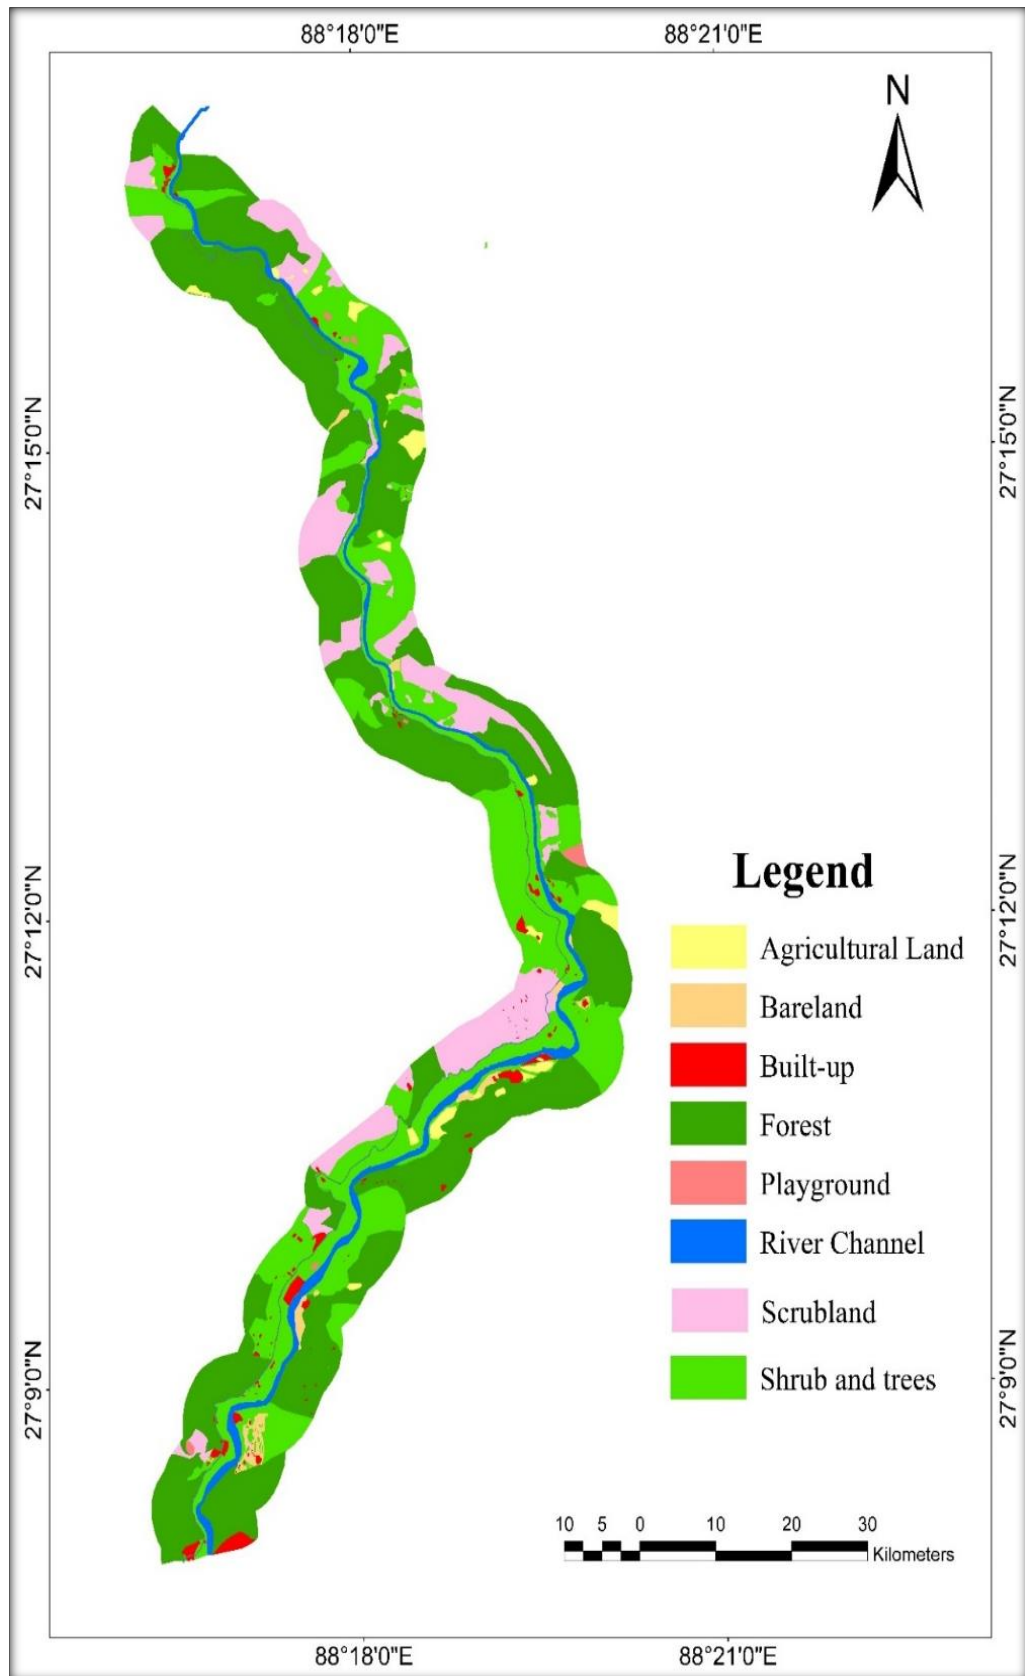 88°18'0"E 88°21'0"E
N
27°15'0"N 27°15'0"N
Legend
27°12'0"N 27°12'0"N
Agricultural Land
Bareland
Built-up
Forest
Playground
River Channel
Scrubland
Shrub and trees
27°9'0"N 27°9'0"N
10 5 0 10 20 30
Kilometers
88°18'0"E 88°21'0"E